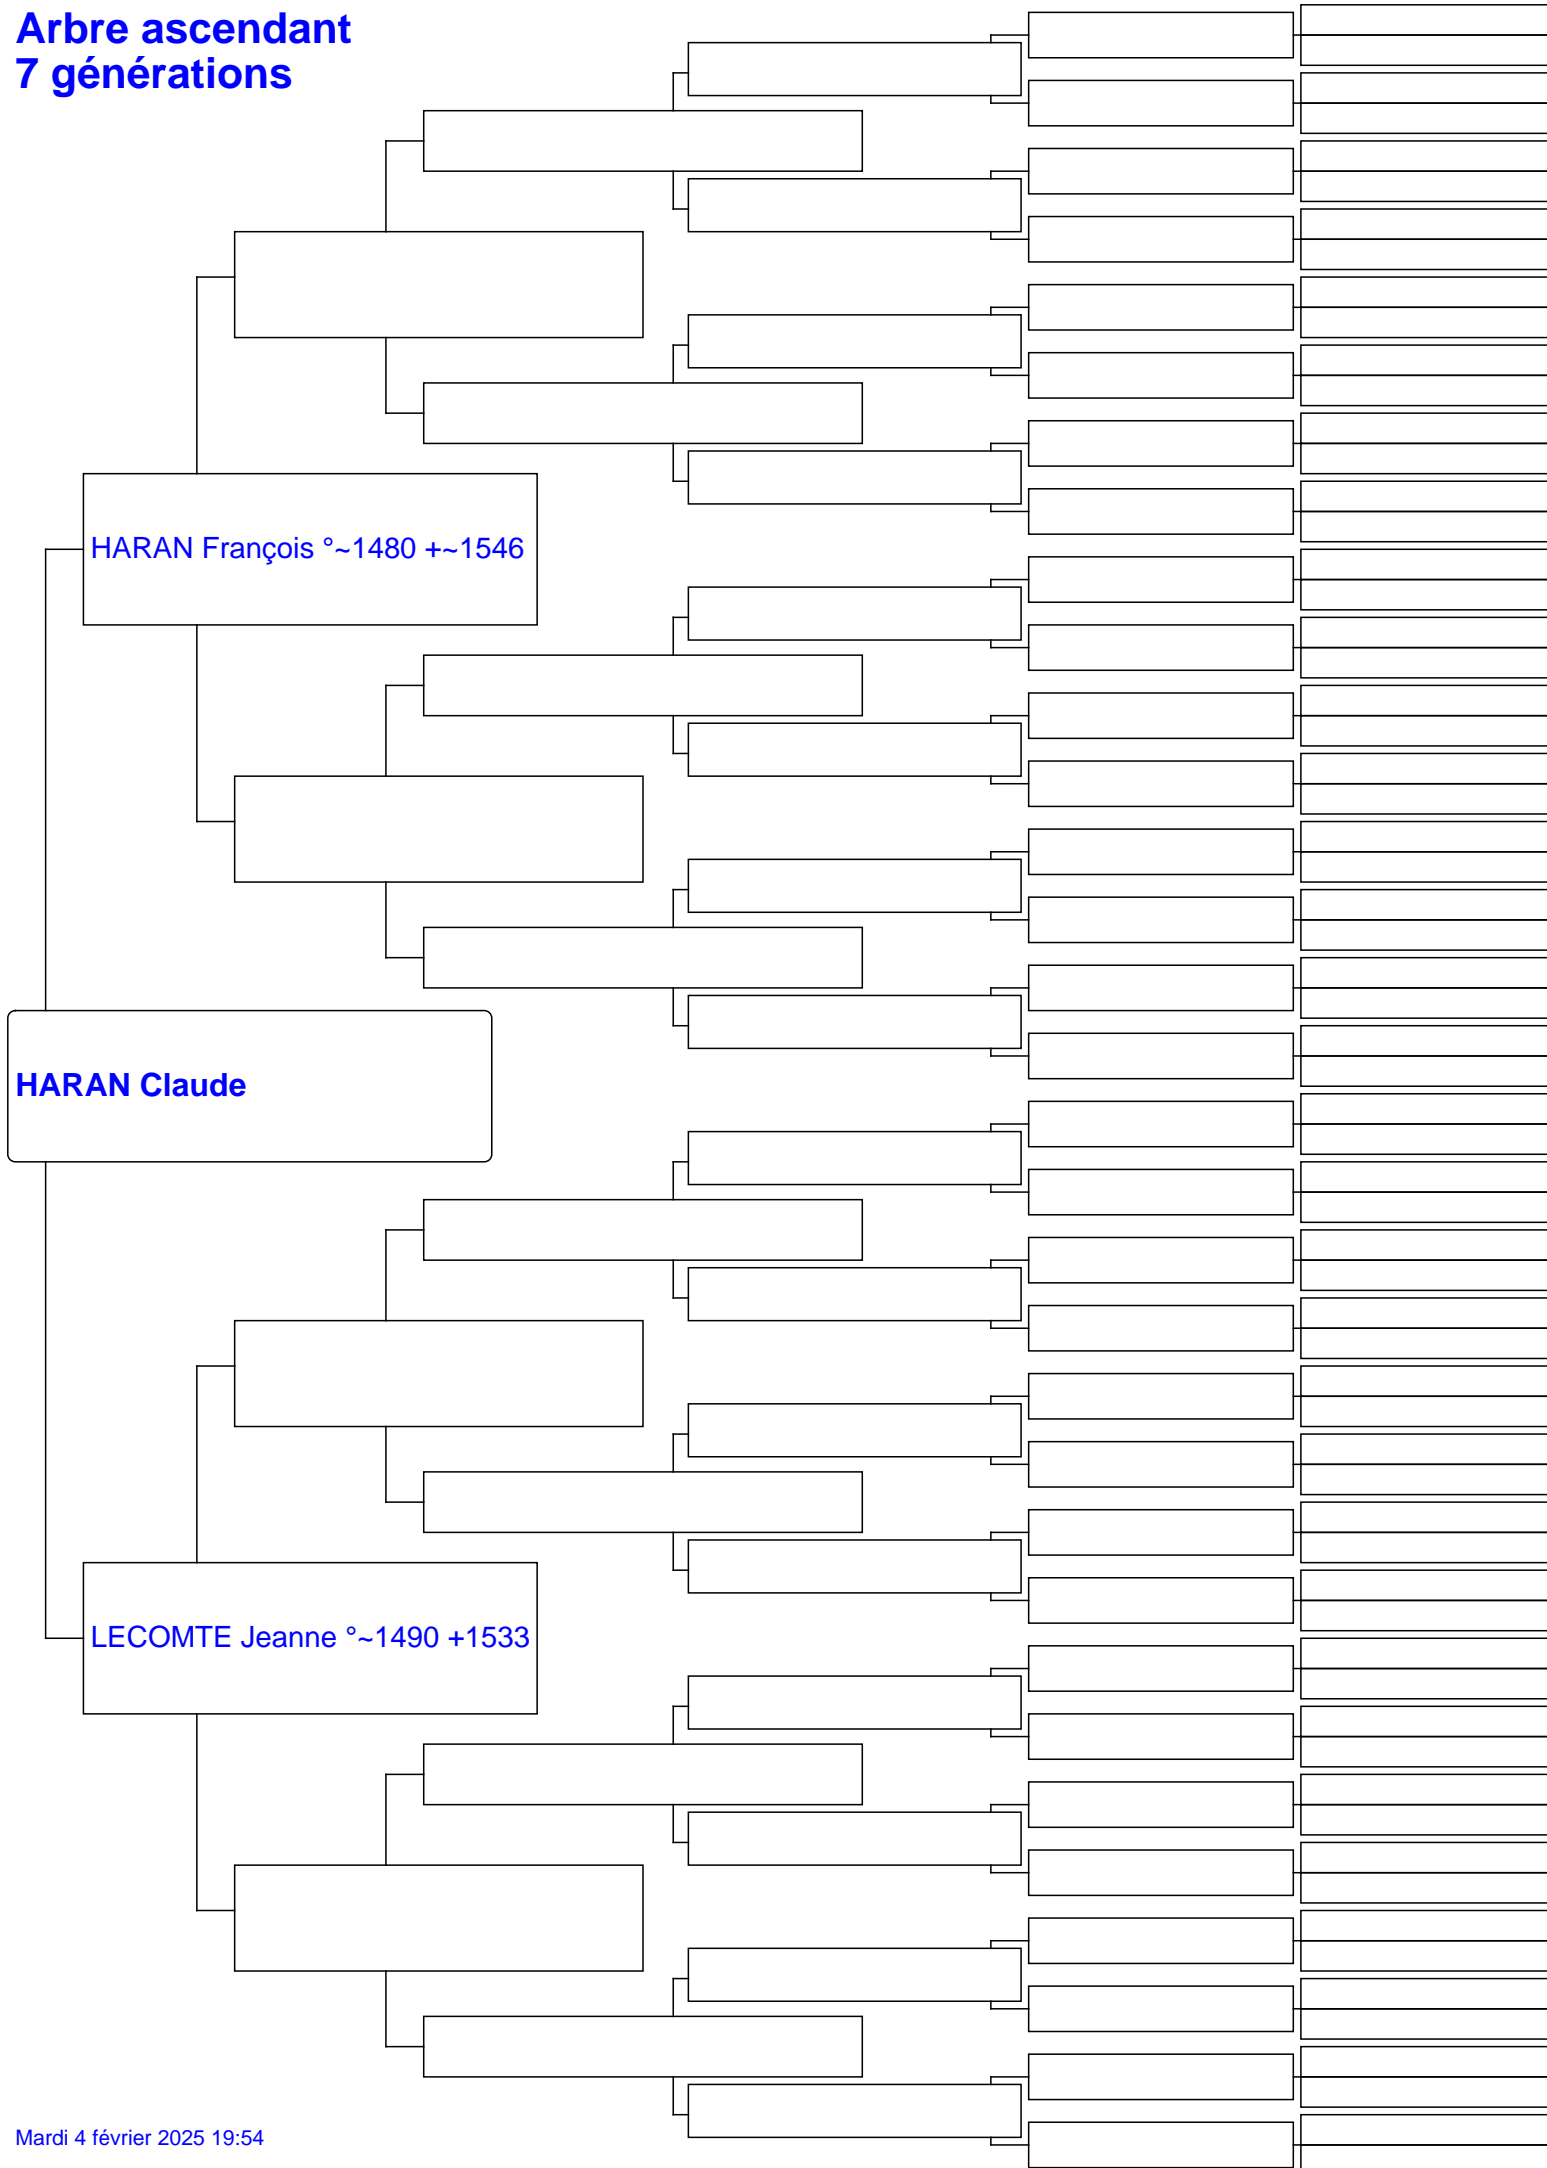 Arbre ascendant
7 générations
HARAN François °~1480 +~1546
HARAN Claude
LECOMTE Jeanne °~1490 +1533
Mardi 4 février 2025 19:54